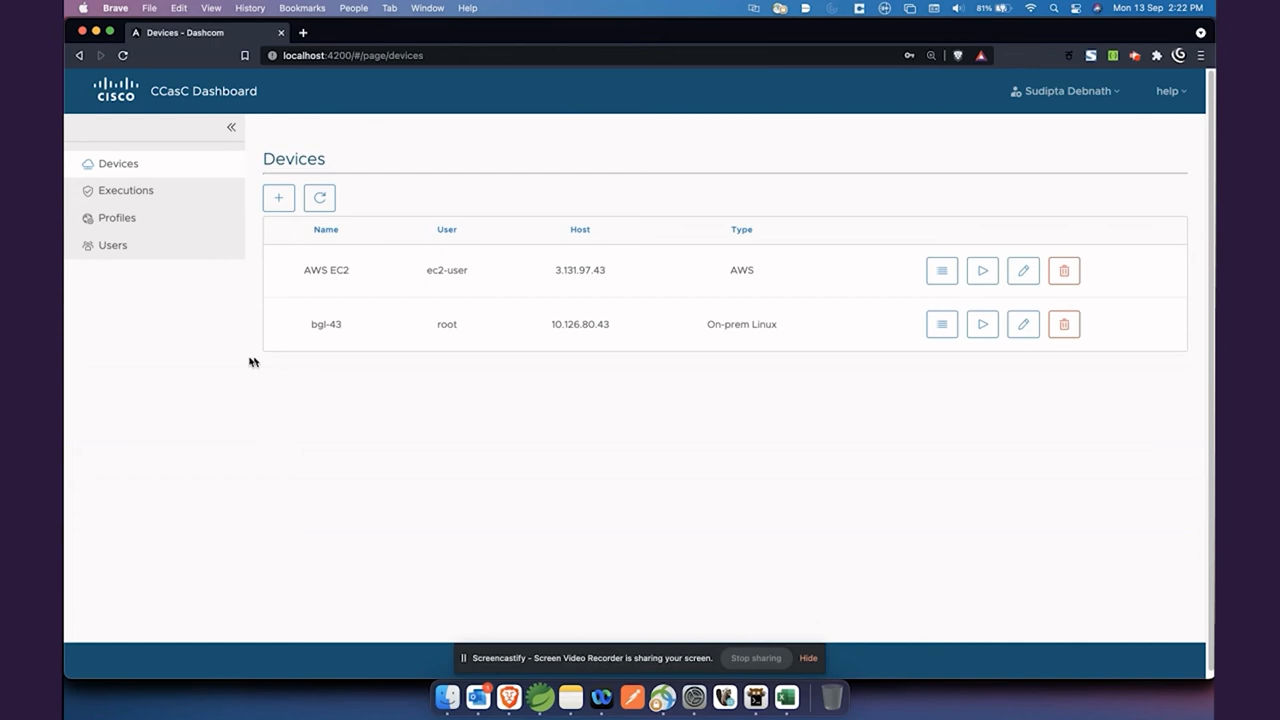 Brave File Edit View History Bookmarks People Tab Window Help 81% Mon 13 Sep 2:22 PM
Devices - Dashcom
localhost:4200/#/page/devices
CISCO CCasC Dashboard Sudipta Debnath help
Devices
Executions
Profiles
Users
Devices
Name User Host Type
AWS EC2 ec2-user 3.131.97.43 AWS
bgl-43 root 10.126.80.43 On-prem Linux
Screencastify - Screen Video Recorder is sharing your screen. Stop sharing Hide